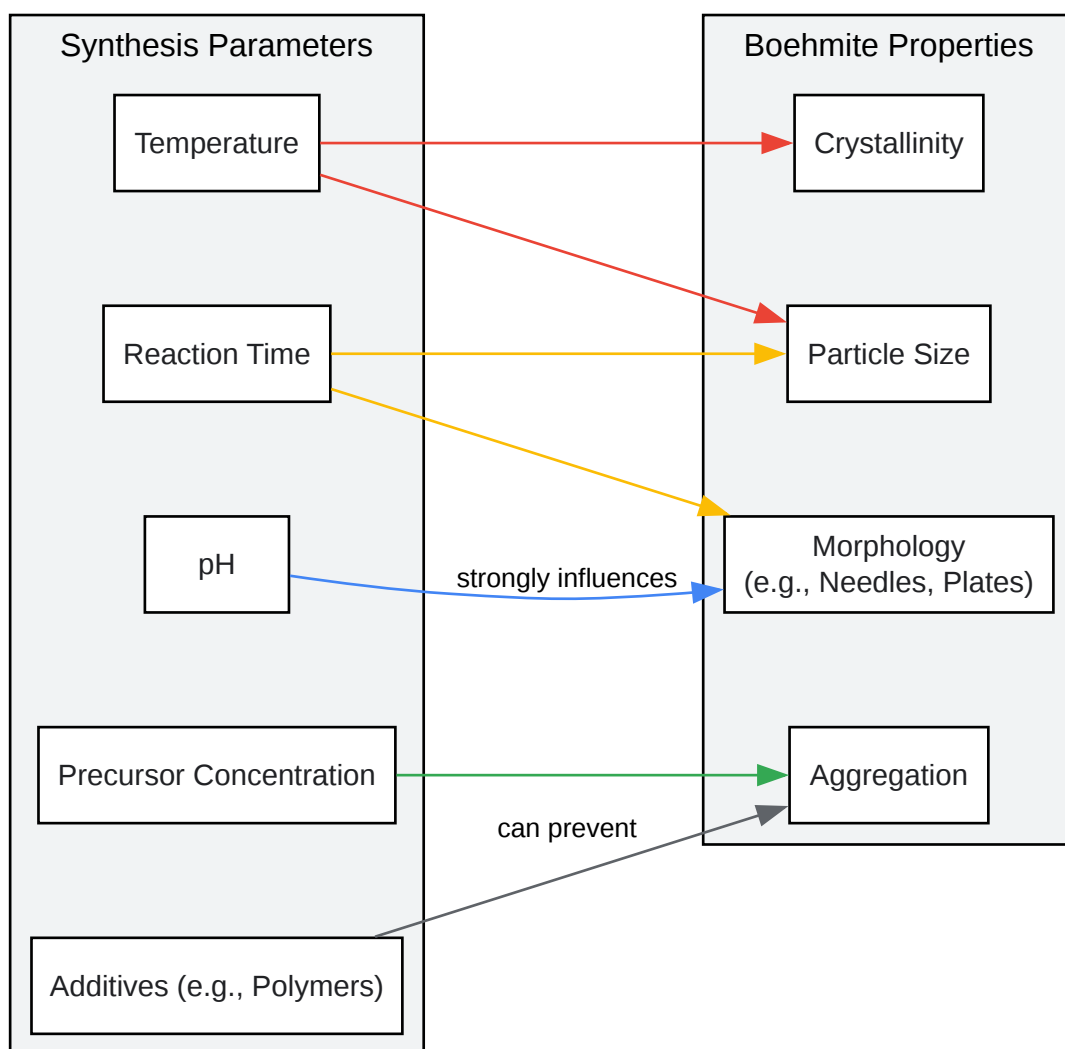 Synthesis Parameters
Boehmite Properties
Temperature
Crystallinity
Reaction Time
Particle Size
pH
strongly influences
Morphology
(e.g., Needles, Plates)
Precursor Concentration
Aggregation
can prevent
Additives (e.g., Polymers)